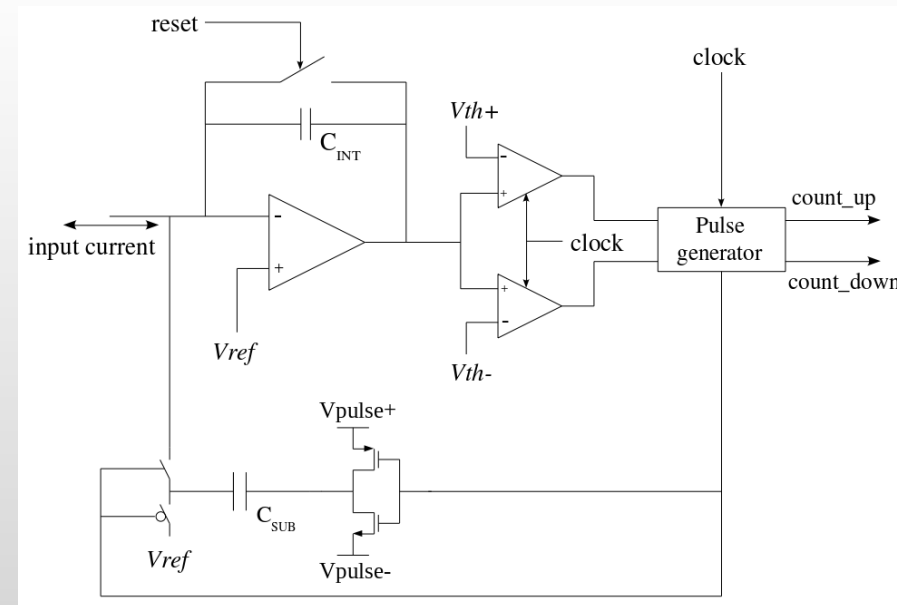 reset
clock
Vth+
C_INT
-
+
count_up
-
+
Pulse
generator
input current
clock
count_down
+
-
Vref
Vth-
Vpulse+
C_SUB
Vref
Vpulse-